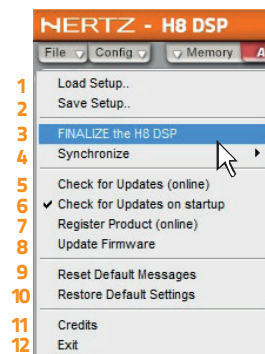 NERTZ - H8 DSP
File Config Memory A
1 Load Setup..
2 Save Setup..
3 FINALIZE the H8 DSP
4 Synchronize
5 Check for Updates (online)
6 ✔ Check for Updates on startup
7 Register Product (online)
8 Update Firmware
9 Reset Default Messages
10 Restore Default Settings
11 Credits
12 Exit